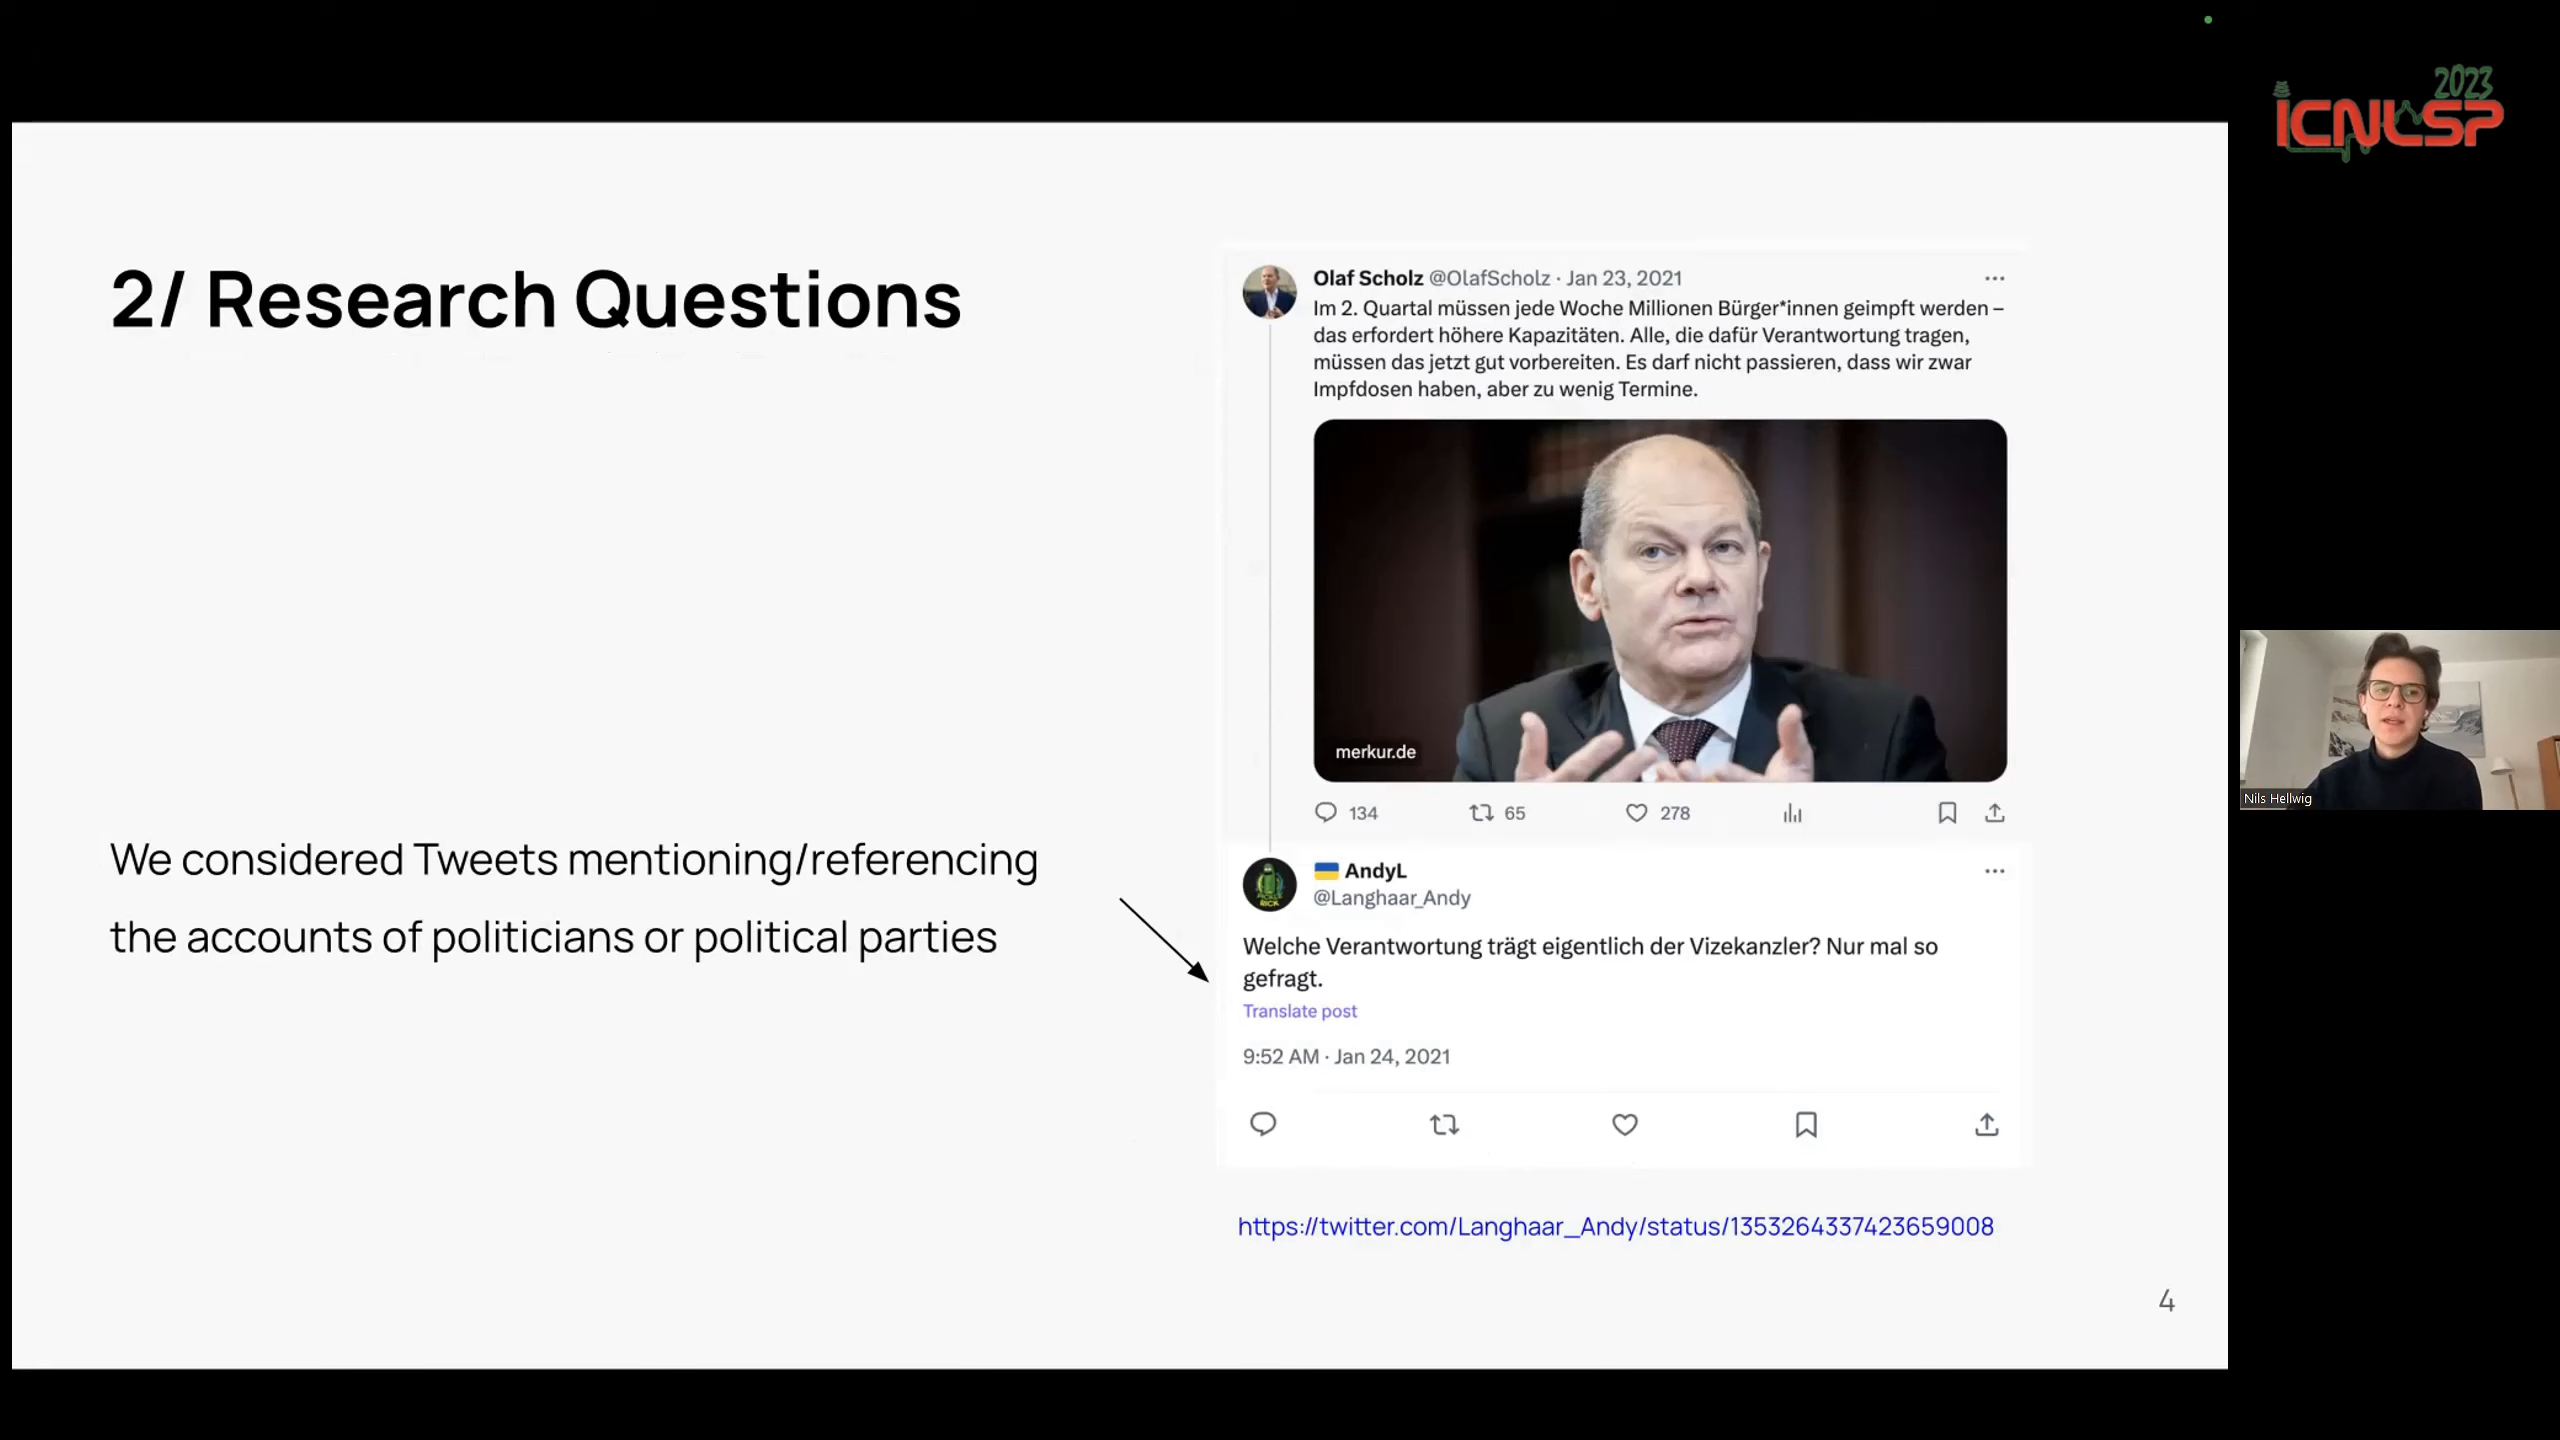 2023
ICNLSP
2/ Research Questions
We considered Tweets mentioning/referencing
the accounts of politicians or political parties
Olaf Scholz @OlafScholz · Jan 23, 2021
Im 2. Quartal müssen jede Woche Millionen Bürger*innen geimpft werden –
das erfordert höhere Kapazitäten. Alle, die dafür Verantwortung tragen,
müssen das jetzt gut vorbereiten. Es darf nicht passieren, dass wir zwar
Impfdosen haben, aber zu wenig Termine.
merkur.de
134 65 278
AndyL
@Langhaar_Andy
PICKLE
RICK
Welche Verantwortung trägt eigentlich der Vizekanzler? Nur mal so
gefragt.
Translate post
9:52 AM · Jan 24, 2021
https://twitter.com/Langhaar_Andy/status/1353264337423659008
4
Nils Hellwig